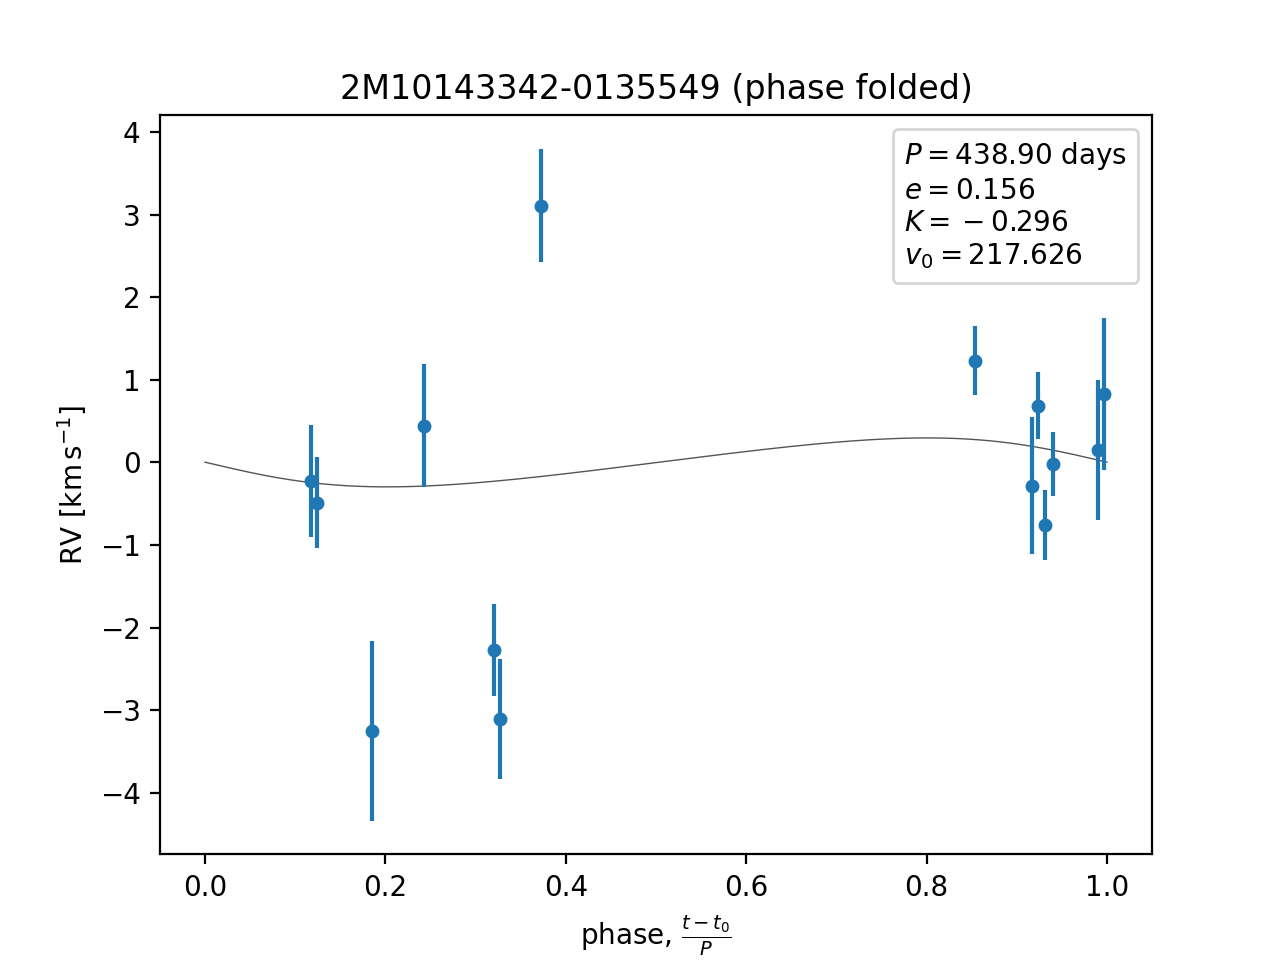 2M10143342-0135549 (phase folded)
P = 438.90 days
e = 0.156
K = −0.296
v₀ = 217.626
4
3
2
1
0
−1
−2
−3
−4
RV [km s⁻¹]
0.0 0.2 0.4 0.6 0.8 1.0
phase, (t − t₀)/P